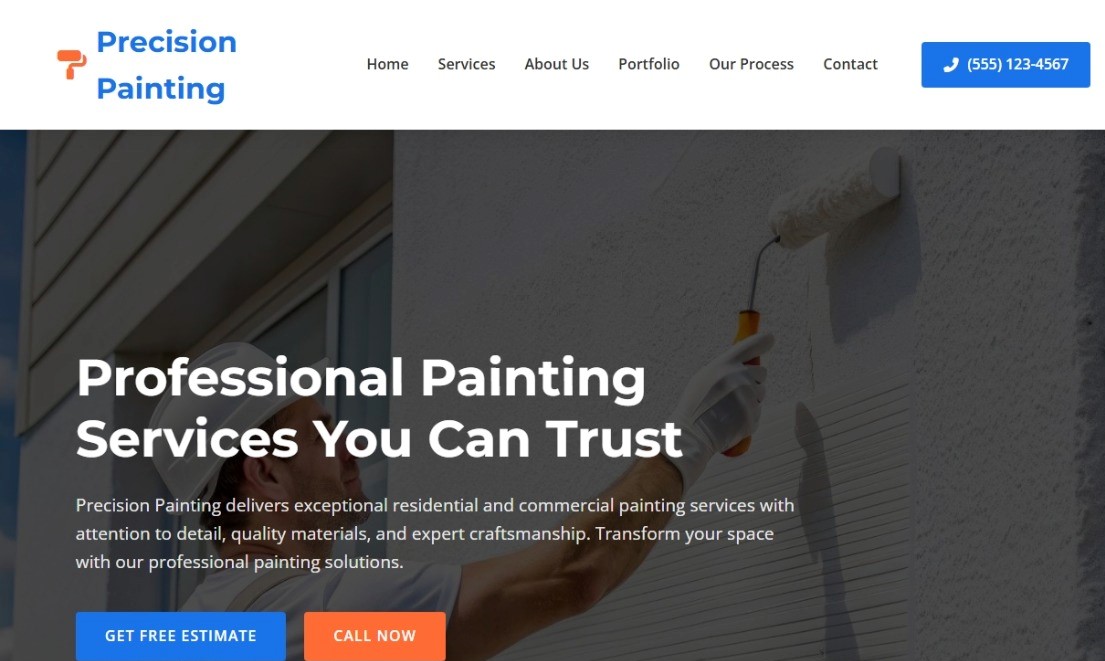 Precision
Painting
Home Services About Us Portfolio Our Process Contact (555) 123-4567
Professional Painting
Services You Can Trust
Precision Painting delivers exceptional residential and commercial painting services with
attention to detail, quality materials, and expert craftsmanship. Transform your space
with our professional painting solutions.
GET FREE ESTIMATE CALL NOW